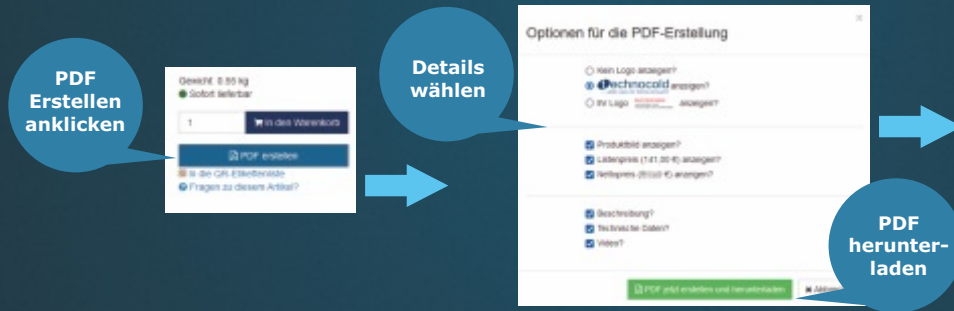 PDF
Erstellen
anklicken
Gewicht: 0.55 kg
Sofort lieferbar
1
In den Warenkorb
PDF erstellen
In die QR-Etikettenliste
Fragen zu diesem Artikel?
Details
wählen
Optionen für die PDF-Erstellung
×
Kein Logo anzeigen?
technocold anzeigen?
Logo anzeigen?
Produktbild anzeigen?
Listenpreis (141.00 €) anzeigen?
Nettopreis ( €) anzeigen?
Beschreibung?
Technische Daten?
Video?
PDF jetzt erstellen und herunterladen
PDF
herunter-
laden